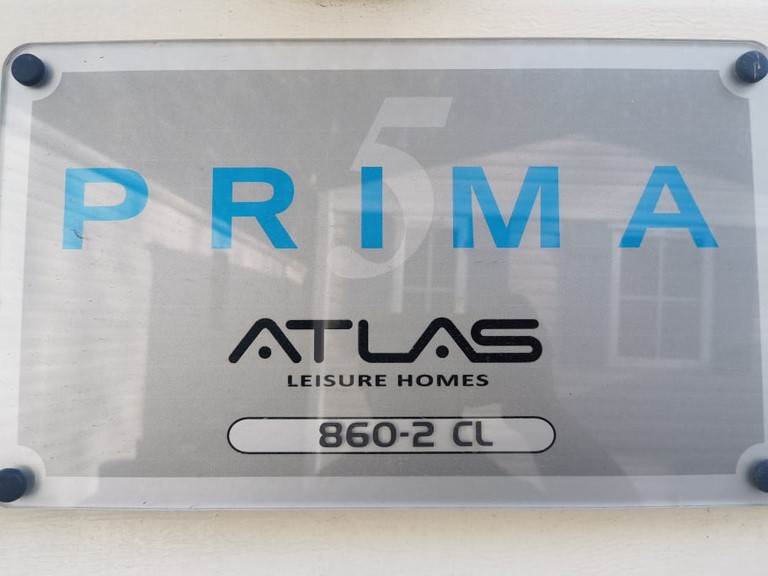 5
PRIMA
ATLAS
LEISURE HOMES
860-2 CL